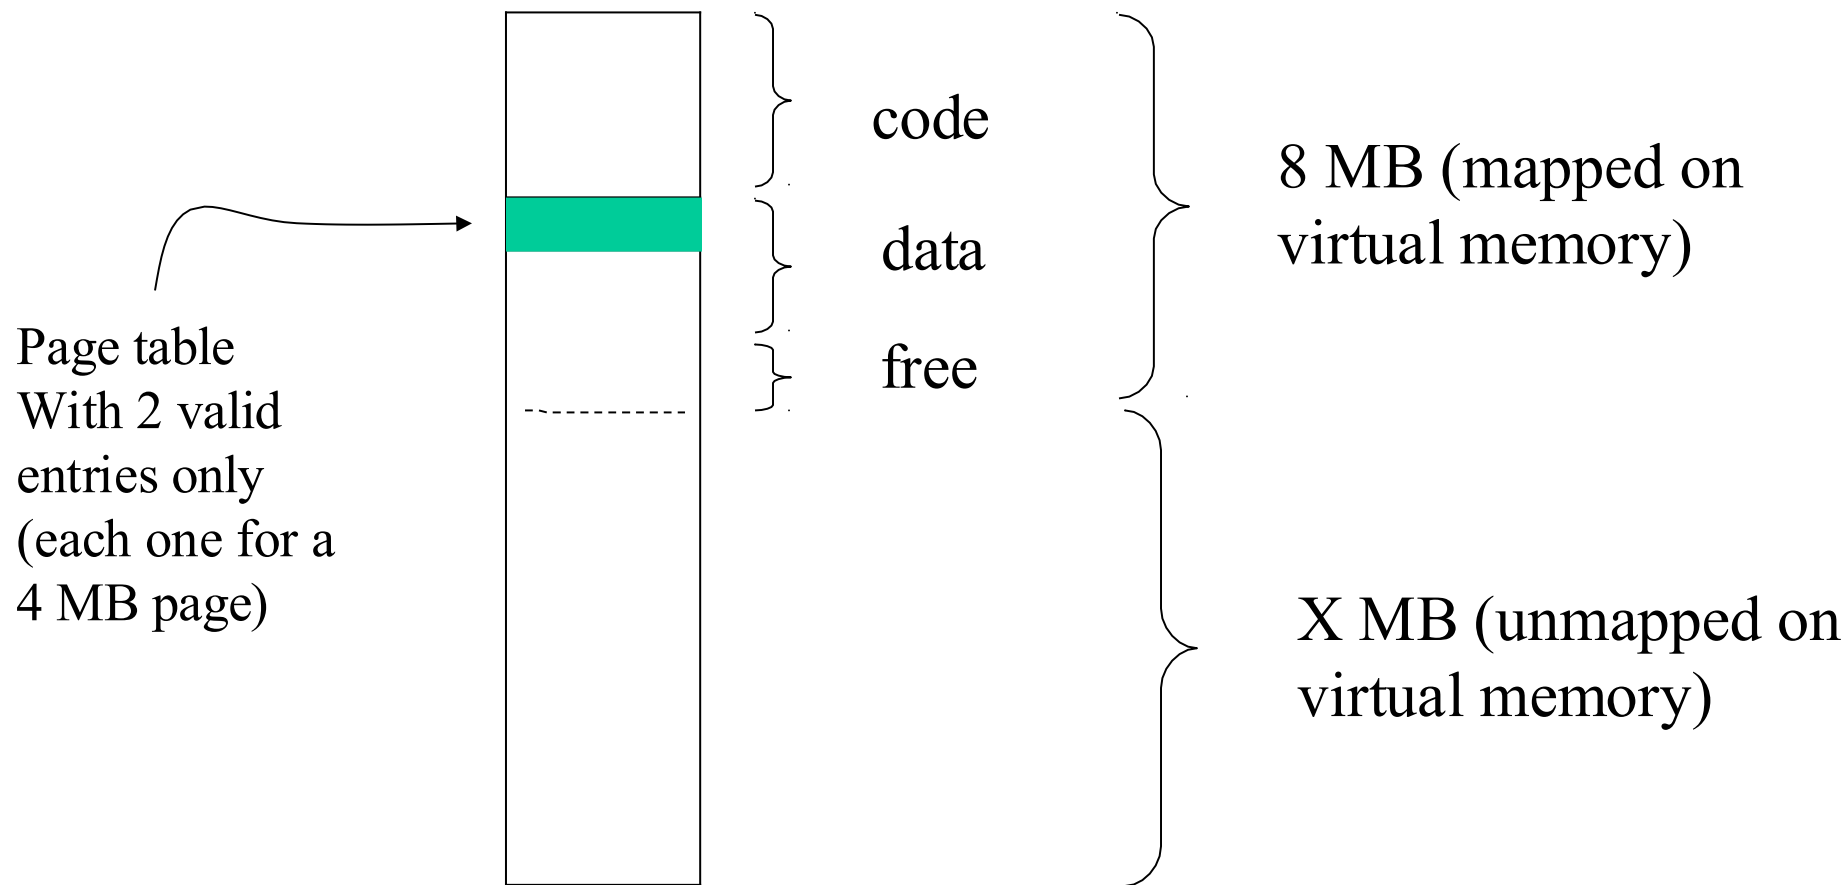 code
8 MB (mapped on
virtual memory)
data
Page table
With 2 valid
entries only
(each one for a
4 MB page)
free
X MB (unmapped on
virtual memory)